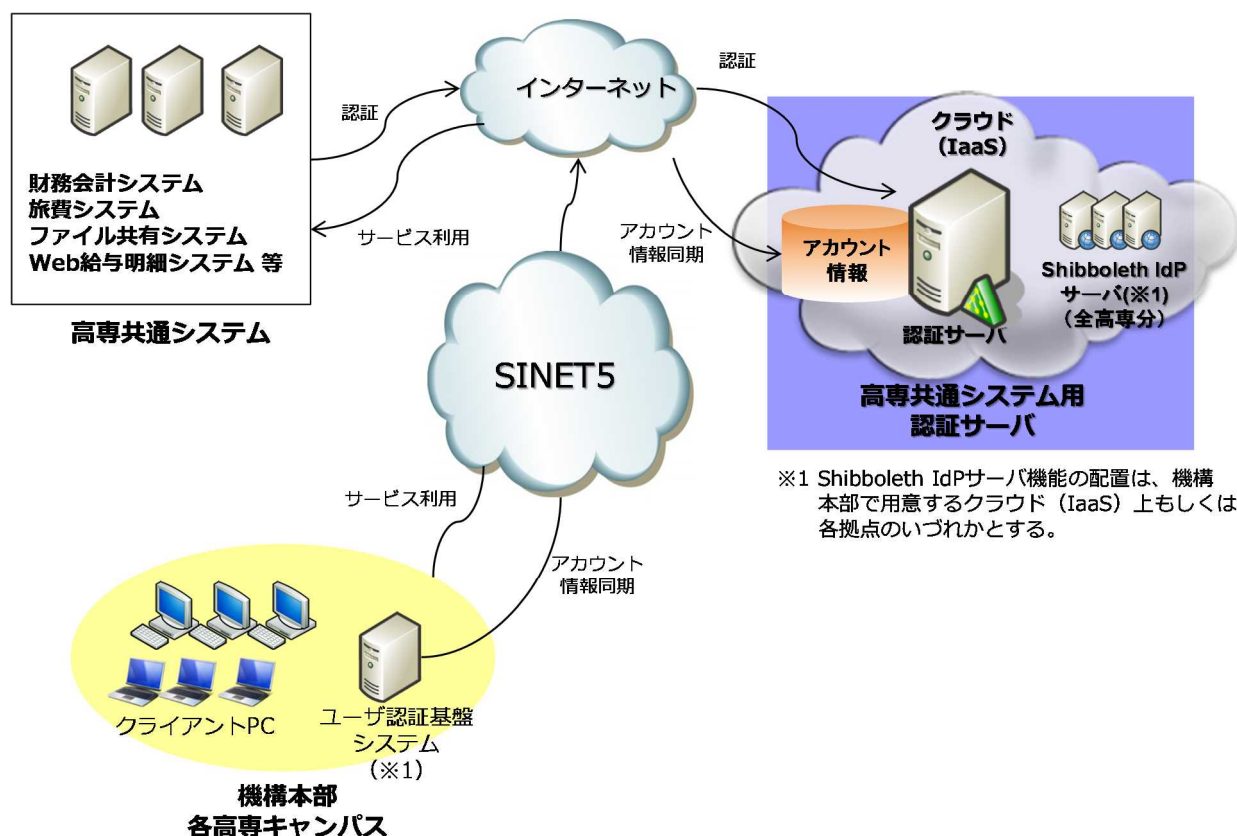 認証
インターネット
認証
クラウド
（IaaS）
財務会計システム
旅費システム
ファイル共有システム
Web給与明細システム 等
サービス利用
アカウント
情報同期
アカウント
情報
Shibboleth IdP
サーバ(※1)
（全高専分）
認証サーバ
高専共通システム
高専共通システム用
認証サーバ
SINET5
※1 Shibboleth IdPサーバ機能の配置は、機構
本部で用意するクラウド（IaaS）上もしくは
各拠点のいづれかとする。
サービス利用
アカウント
情報同期
クライアントPC
ユーザ認証基盤
システム
（※1）
機構本部
各高専キャンパス